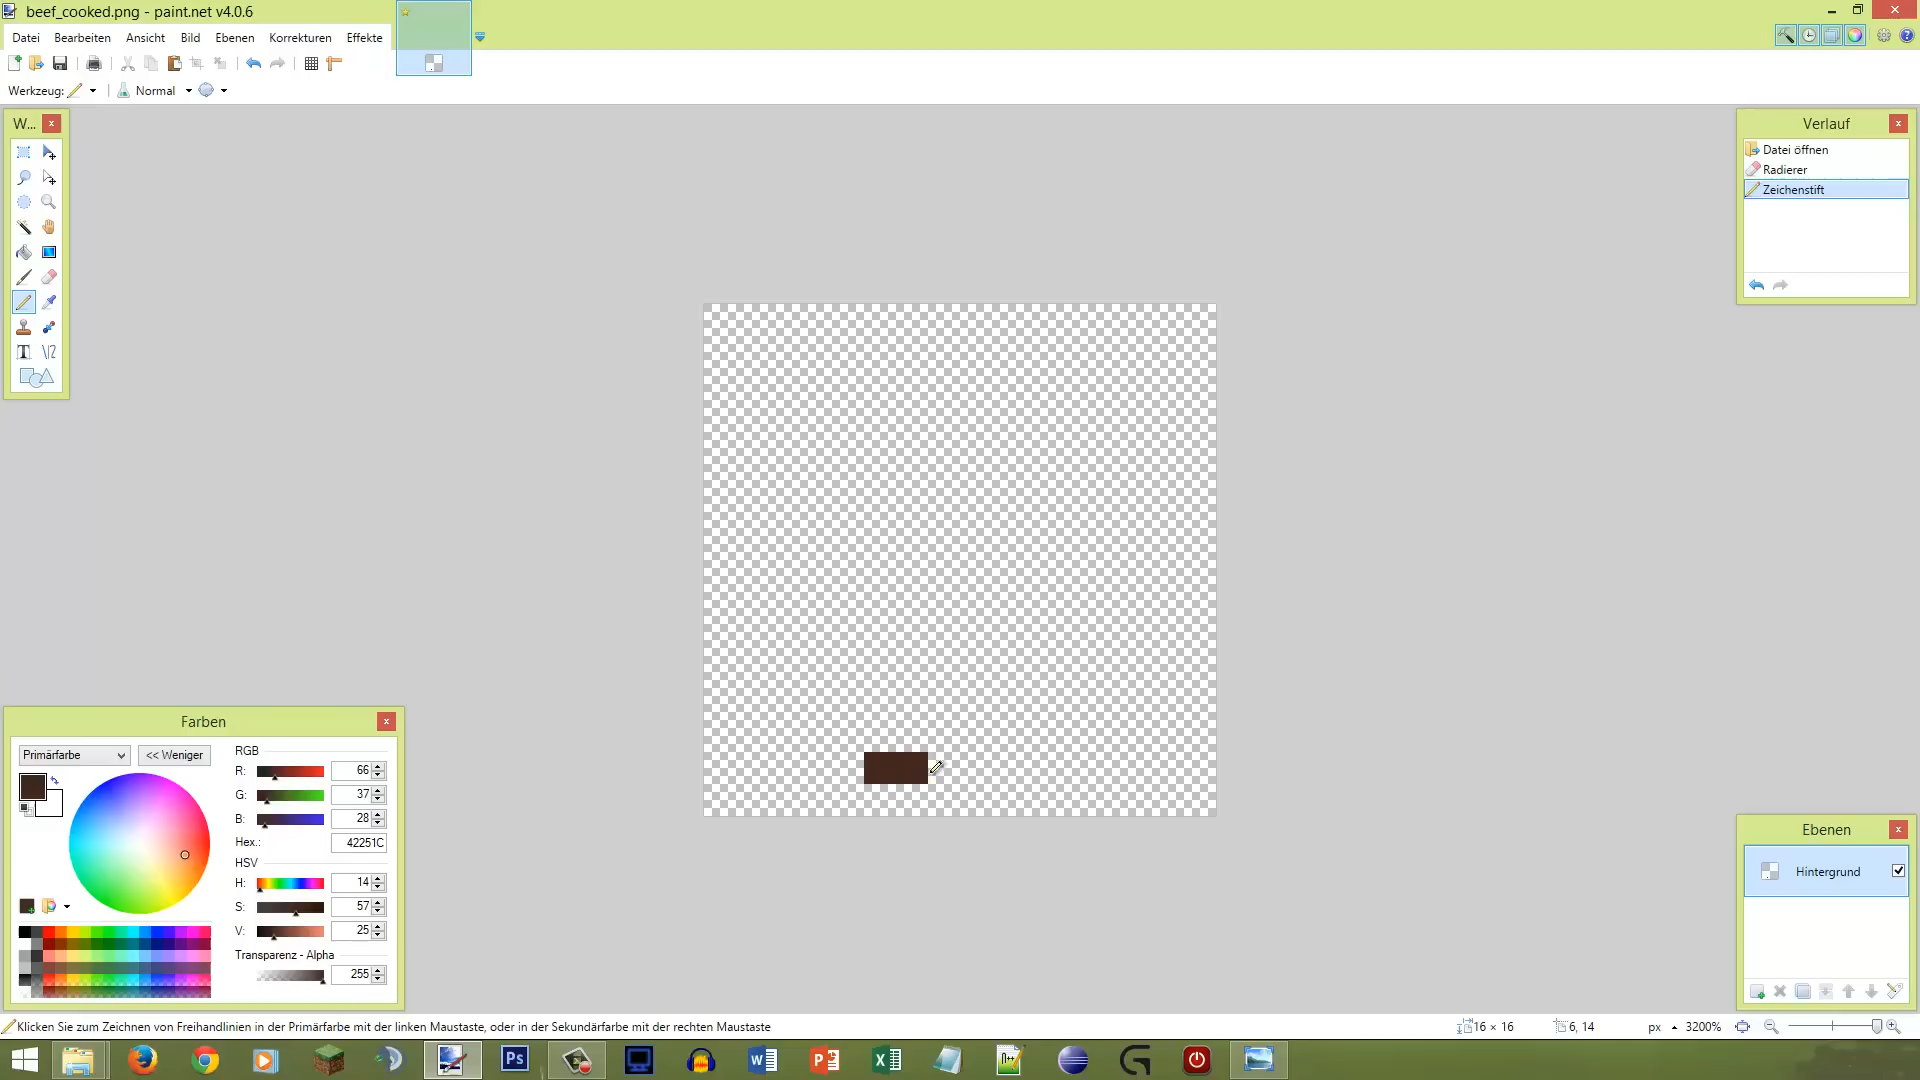 beef_cooked.png - paint.net v4.0.6
Datei Bearbeiten Ansicht Bild Ebenen Korrekturen Effekte
Werkzeug: Normal
W...
Verlauf
Datei öffnen
Radierer
Zeichenstift
Farben
Primärfarbe << Weniger
RGB
R: 66
G: 37
B: 28
Hex.: 42251C
HSV
H: 14
S: 57
V: 25
Transparenz - Alpha
255
Ebenen
Hintergrund
Klicken Sie zum Zeichnen von Freihandlinien in der Primärfarbe mit der linken Maustaste, oder in der Sekundärfarbe mit der rechten Maustaste
16 × 16 6, 14 px 3200%
Ps